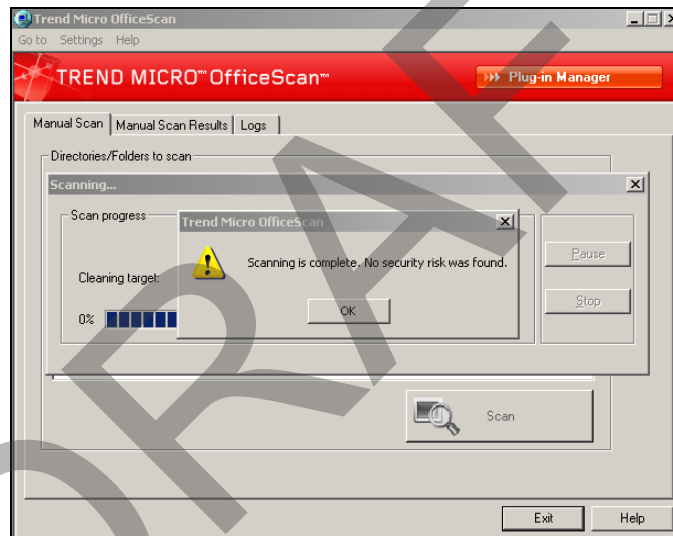 Trend Micro OfficeScan
Go to Settings Help
TREND MICRO™ OfficeScan™
Plug-in Manager
Manual Scan Manual Scan Results Logs
Directories/Folders to scan
Scanning...
Scan progress
Trend Micro OfficeScan
Scanning is complete. No security risk was found.
Pause
Cleaning target:
Stop
0%
OK
Scan
Exit Help
DRAF